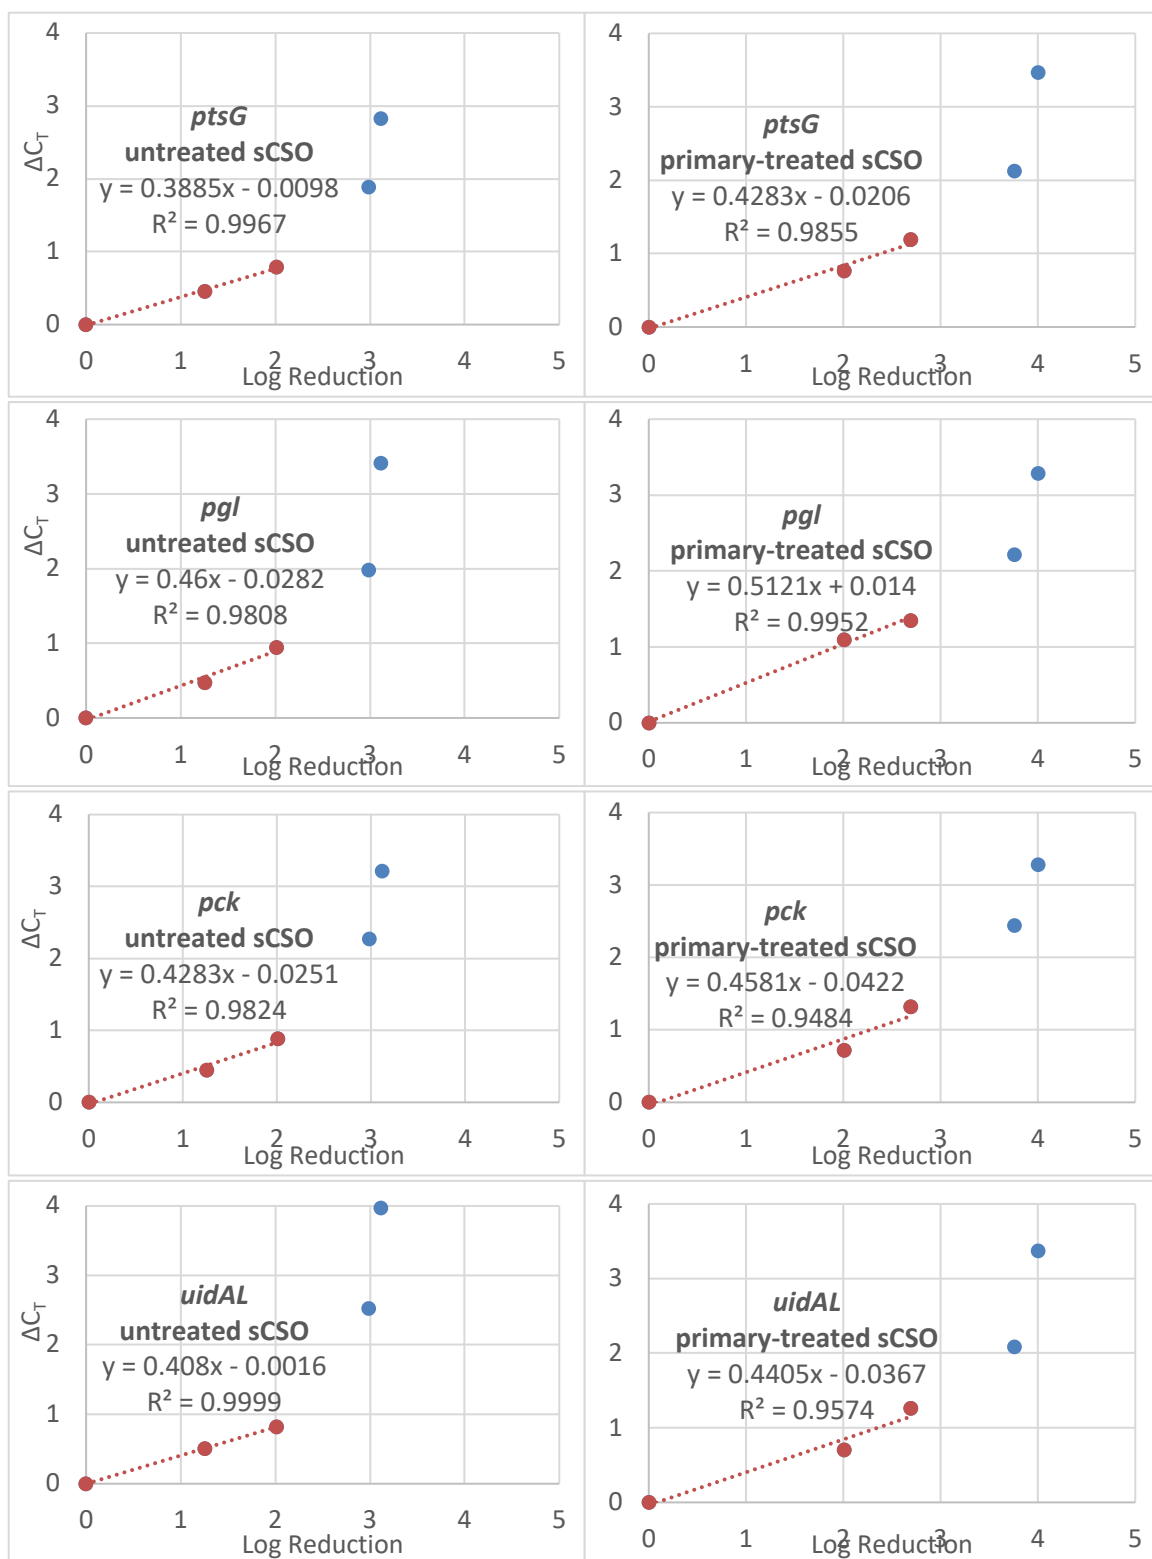 4
3
2
1
0
ΔC_T
ptsG
untreated sCSO
y = 0.3885x - 0.0098
R² = 0.9967
0 1 2 3 4 5
Log Reduction
4
3
2
1
0
ptsG
primary-treated sCSO
y = 0.4283x - 0.0206
R² = 0.9855
0 1 2 3 4 5
Log Reduction
4
3
2
1
0
ΔC_T
pgl
untreated sCSO
y = 0.46x - 0.0282
R² = 0.9808
0 1 2 3 4 5
Log Reduction
4
3
2
1
0
pgl
primary-treated sCSO
y = 0.5121x + 0.014
R² = 0.9952
0 1 2 3 4 5
Log Reduction
4
3
2
1
0
ΔC_T
pck
untreated sCSO
y = 0.4283x - 0.0251
R² = 0.9824
0 1 2 3 4 5
Log Reduction
4
3
2
1
0
pck
primary-treated sCSO
y = 0.4581x - 0.0422
R² = 0.9484
0 1 2 3 4 5
Log Reduction
4
3
2
1
0
ΔC_T
uidAL
untreated sCSO
y = 0.408x - 0.0016
R² = 0.9999
0 1 2 3 4 5
Log Reduction
4
3
2
1
0
uidAL
primary-treated sCSO
y = 0.4405x - 0.0367
R² = 0.9574
0 1 2 3 4 5
Log Reduction